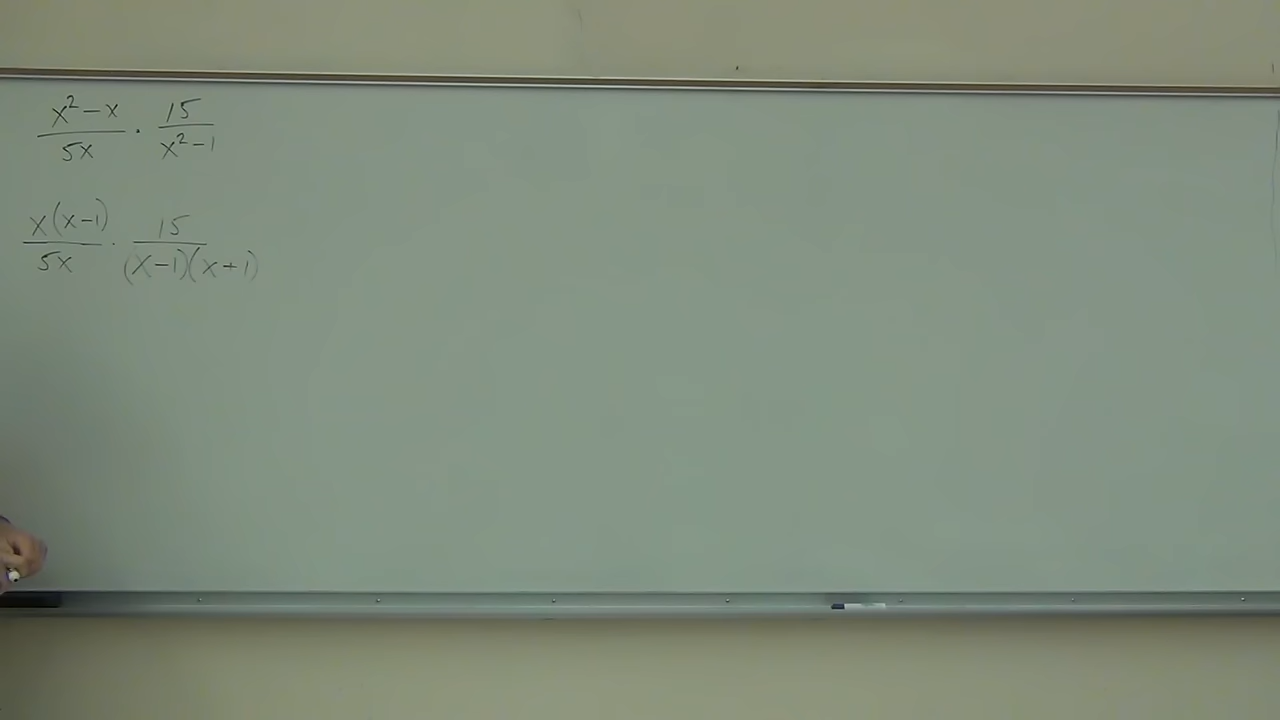 x² - x / 5x · 15 / x² - 1
x(x-1) / 5x · 15 / (x-1)(x+1)